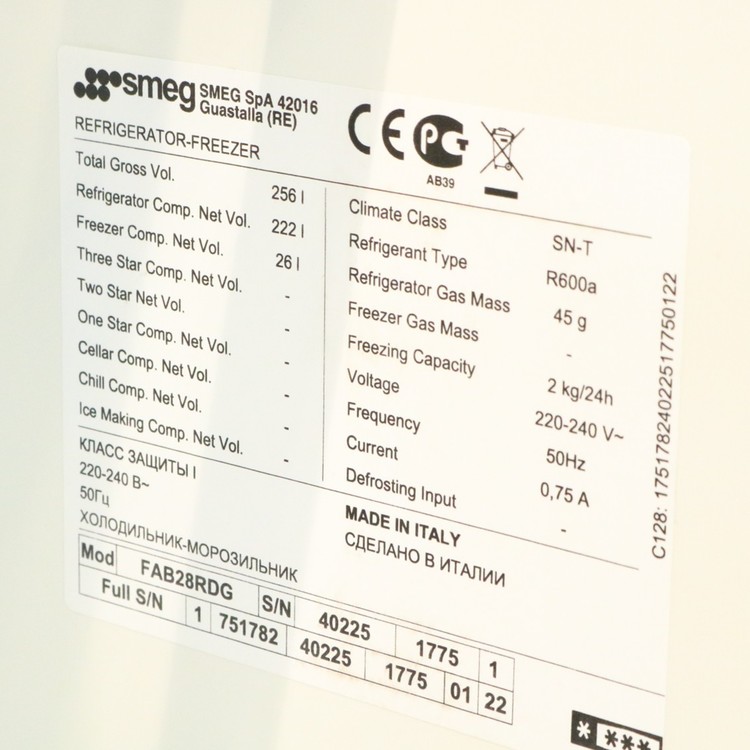 smeg SMEG SpA 42016
Guastalla (RE)
CE PG
AB39
REFRIGERATOR-FREEZER
Total Gross Vol. 256 l
Refrigerator Comp. Net Vol. 222 l
Freezer Comp. Net Vol. 26 l
Three Star Comp. Net Vol. -
Two Star Net Vol. -
One Star Comp. Net Vol. -
Cellar Comp. Net Vol. -
Chill Comp. Net Vol. -
Ice Making Comp. Net Vol. -
КЛАСС ЗАЩИТЫ I
220-240 В~
50Гц
ХОЛОДИЛЬНИК-МОРОЗИЛЬНИК
Climate Class SN-T
Refrigerant Type R600a
Refrigerator Gas Mass 45 g
Freezer Gas Mass -
Freezing Capacity 2 kg/24h
Voltage 220-240 V~
Frequency 50Hz
Current 0,75 A
Defrosting Input -
MADE IN ITALY
СДЕЛАНО В ИТАЛИИ
Mod FAB28RDG S/N 40225 1775 1
Full S/N 1 751782 40225 1775 01 22
* ***
C128: 17517824022517750122